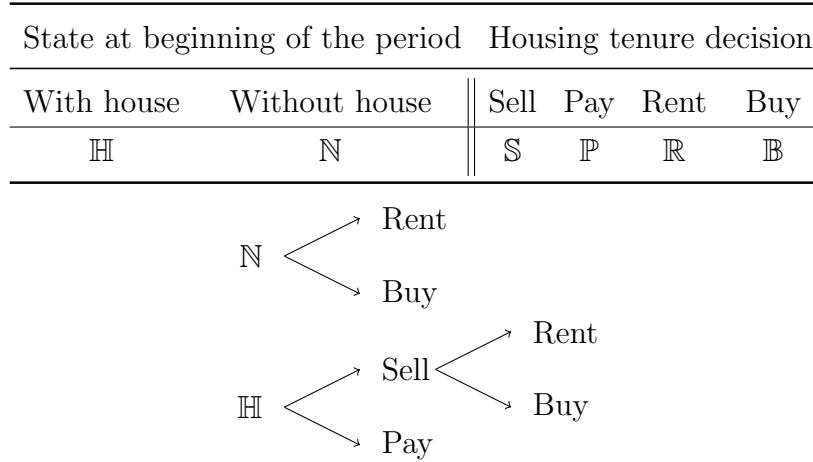 State at beginning of the period Housing tenure decision
With house Without house Sell Pay Rent Buy
ℍ ℕ 𝕊 ℙ ℝ 𝔹
Rent
ℕ
Buy
Rent
Sell
ℍ Buy
Pay